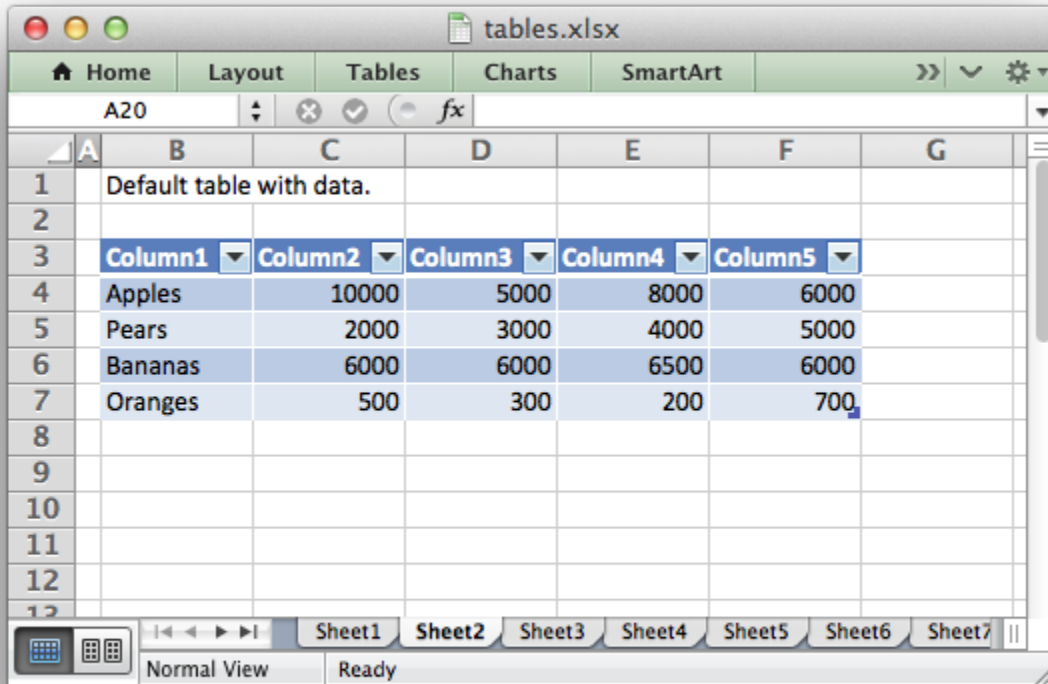 tables.xlsx
Home Layout Tables Charts SmartArt
A20 fx
A B C D E F G
1 Default table with data.
2
3 Column1 Column2 Column3 Column4 Column5
4 Apples 10000 5000 8000 6000
5 Pears 2000 3000 4000 5000
6 Bananas 6000 6000 6500 6000
7 Oranges 500 300 200 700
8
9
10
11
12
13
Sheet1 Sheet2 Sheet3 Sheet4 Sheet5 Sheet6 Sheet7
Normal View Ready